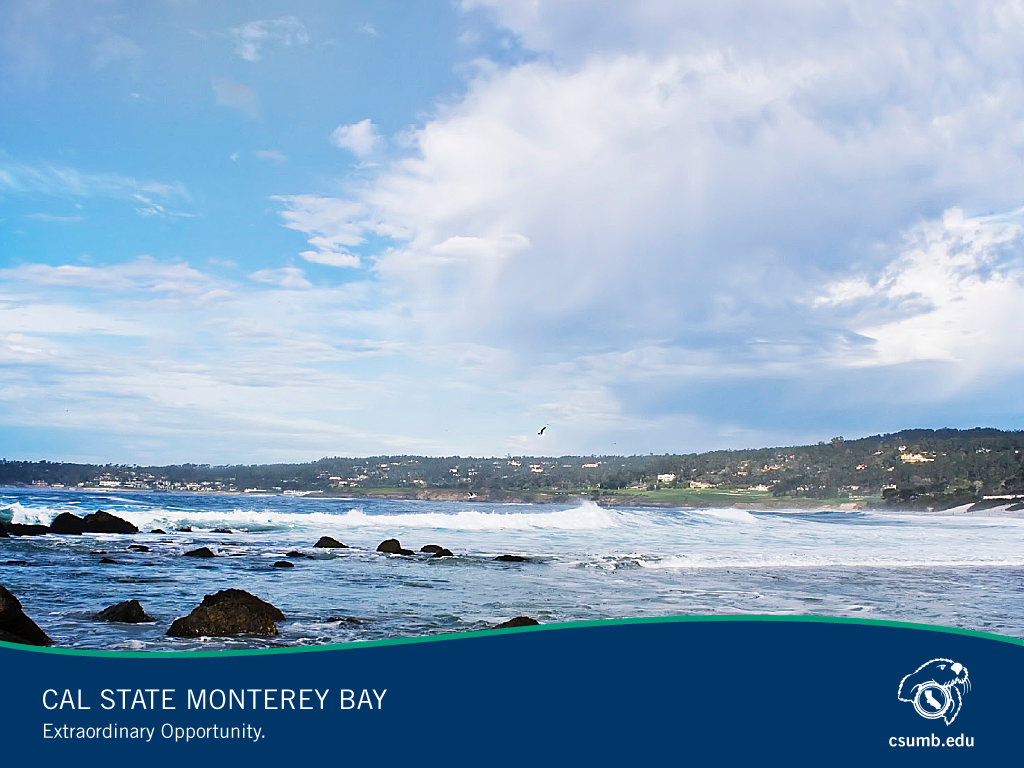 CAL STATE MONTEREY BAY
Extraordinary Opportunity.
csumb.edu